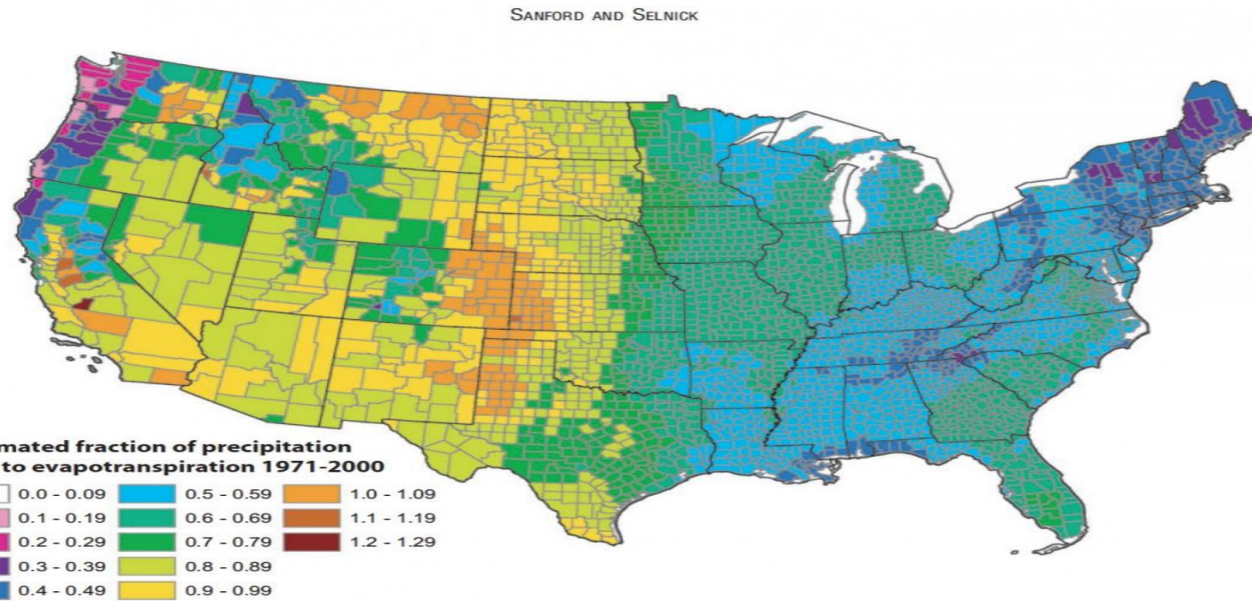 SANFORD AND SELNICK
mated fraction of precipitation
to evapotranspiration 1971-2000
0.0 - 0.09
0.1 - 0.19
0.2 - 0.29
0.3 - 0.39
0.4 - 0.49
0.5 - 0.59
0.6 - 0.69
0.7 - 0.79
0.8 - 0.89
0.9 - 0.99
1.0 - 1.09
1.1 - 1.19
1.2 - 1.29